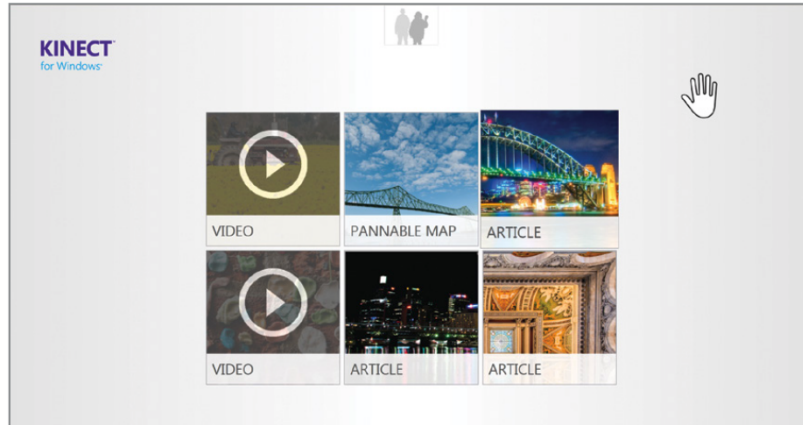 KINECT
for Windows
VIDEO
PANNABLE MAP
ARTICLE
VIDEO
ARTICLE
ARTICLE